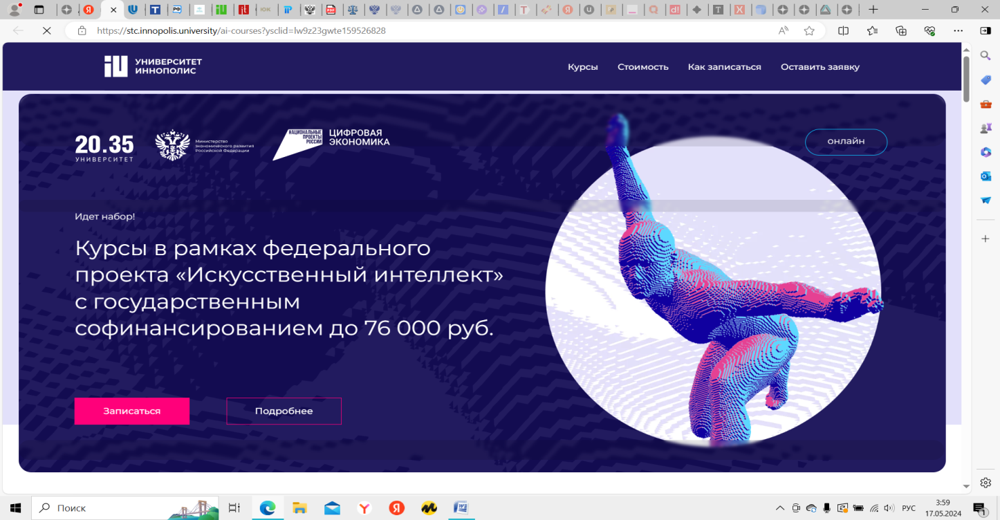 https://stc.innopolis.university/ai-courses?ysclid=lw9z23gwte159526828
УНИВЕРСИТЕТ
ИННОПОЛИС
Курсы
Стоимость
Как записаться
Оставить заявку
20.35
УНИВЕРСИТЕТ
Министерство
экономического развития
Российской Федерации
НАЦИОНАЛЬНЫЕ
ПРОЕКТЫ
РОССИИ
ЦИФРОВАЯ
ЭКОНОМИКА
онлайн
Идет набор!
Курсы в рамках федерального
проекта «Искусственный интеллект»
с государственным
софинансированием до 76 000 руб.
Записаться
Подробнее
Поиск
РУС
3:59
17.05.2024
1